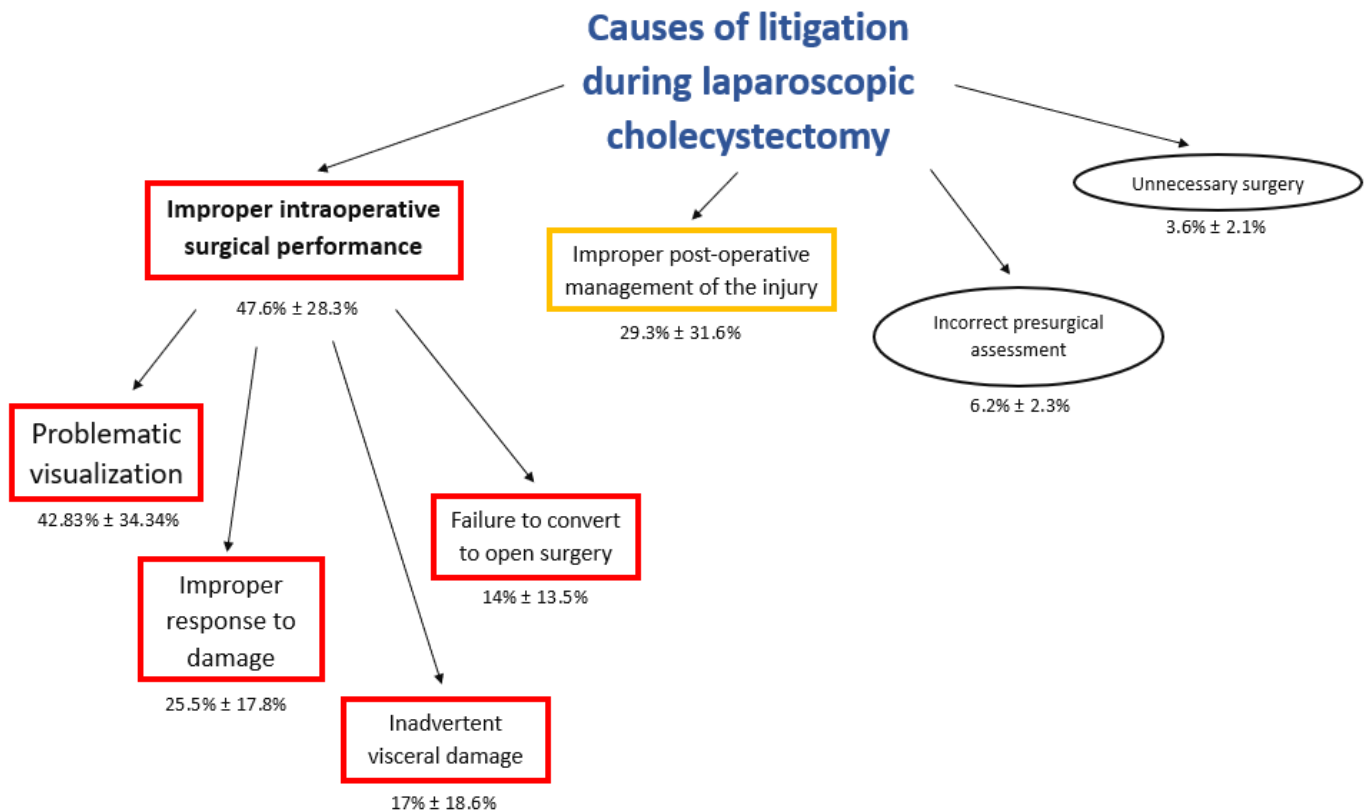 Causes of litigation
during laparoscopic
cholecystectomy
Improper intraoperative
surgical performance
47.6% ± 28.3%
Improper post-operative
management of the injury
29.3% ± 31.6%
Unnecessary surgery
3.6% ± 2.1%
Incorrect presurgical
assessment
6.2% ± 2.3%
Problematic
visualization
42.83% ± 34.34%
Improper
response to
damage
25.5% ± 17.8%
Inadvertent
visceral damage
17% ± 18.6%
Failure to convert
to open surgery
14% ± 13.5%